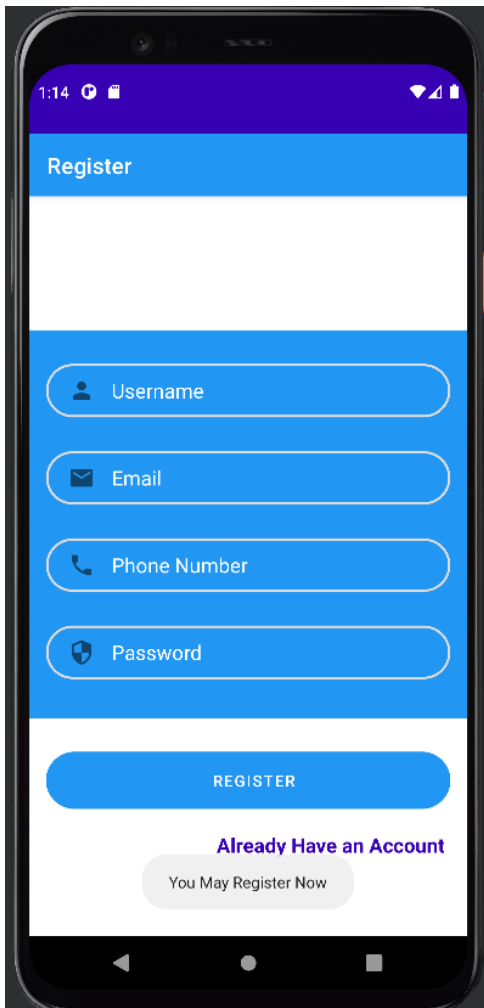 1:14
Register
Username
Email
Phone Number
Password
REGISTER
Already Have an Account
You May Register Now